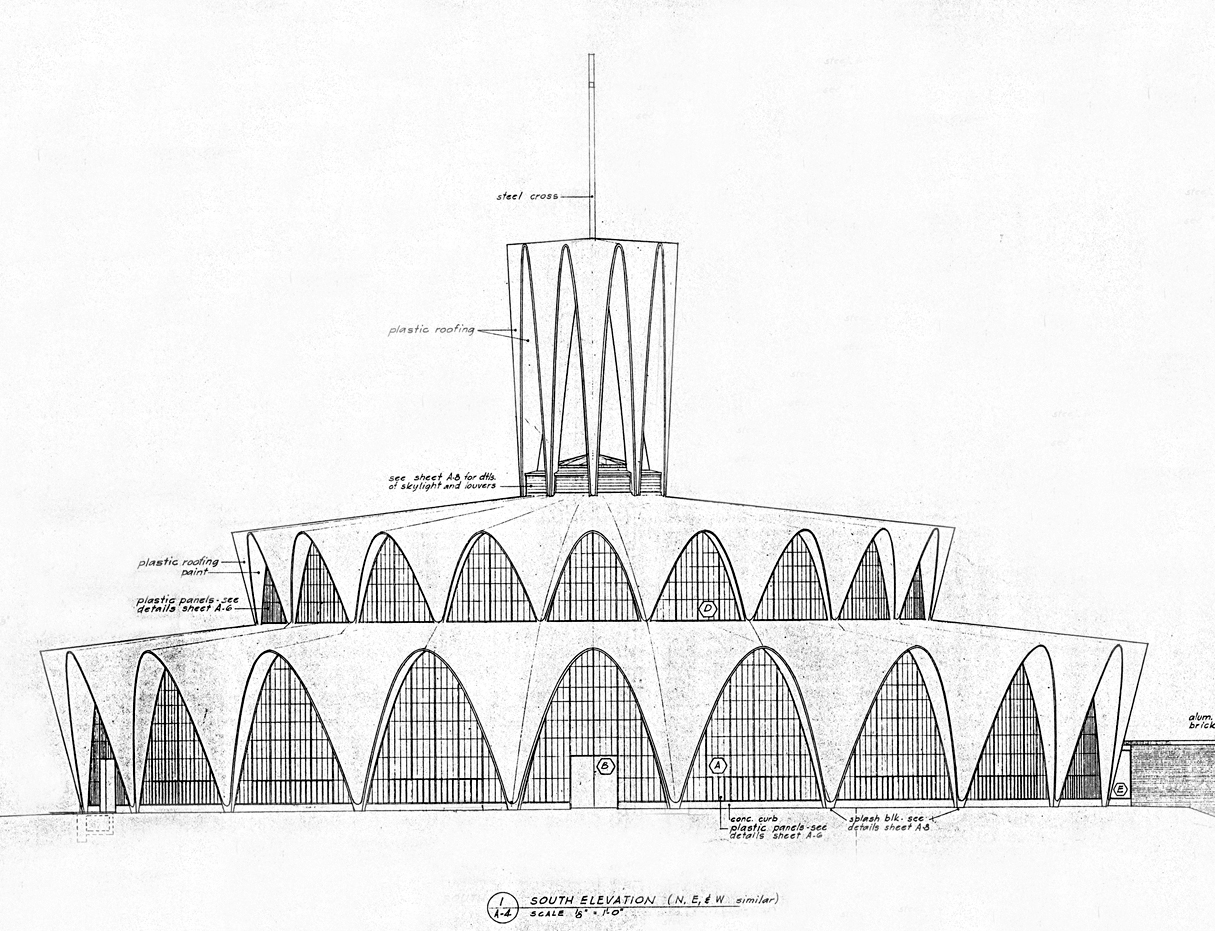 steel cross
plastic roofing
see sheet A-8 for dtls.
of skylight and louvers
plastic roofing
paint
plastic panels - see
details sheet A-6
D
alum.
brick
B
A
E
conc. curb
plastic panels - see
details sheet A-6
splash blk. see
details sheet A-8
1
A-4
SOUTH ELEVATION (N, E, & W similar)
SCALE 1/8" = 1'-0"